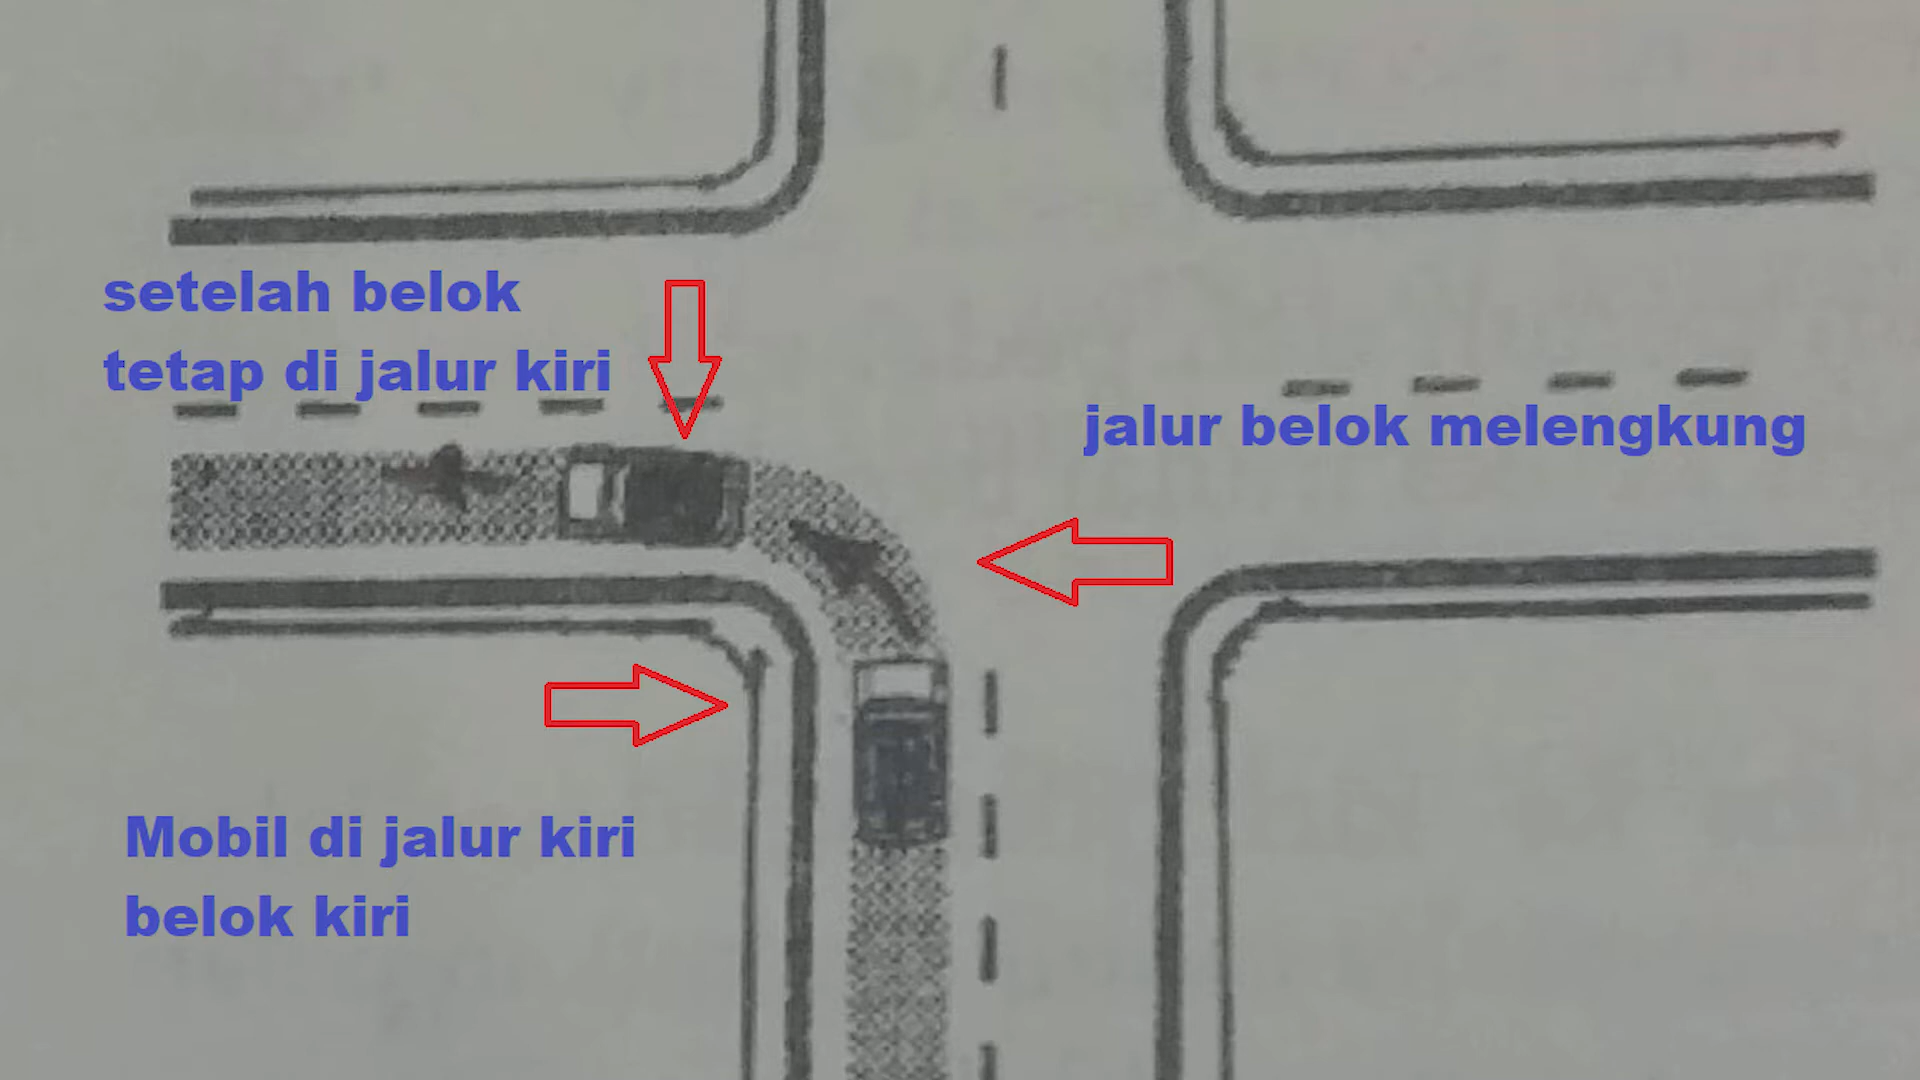 setelah belok
tetap di jalur kiri
jalur belok melengkung
Mobil di jalur kiri
belok kiri